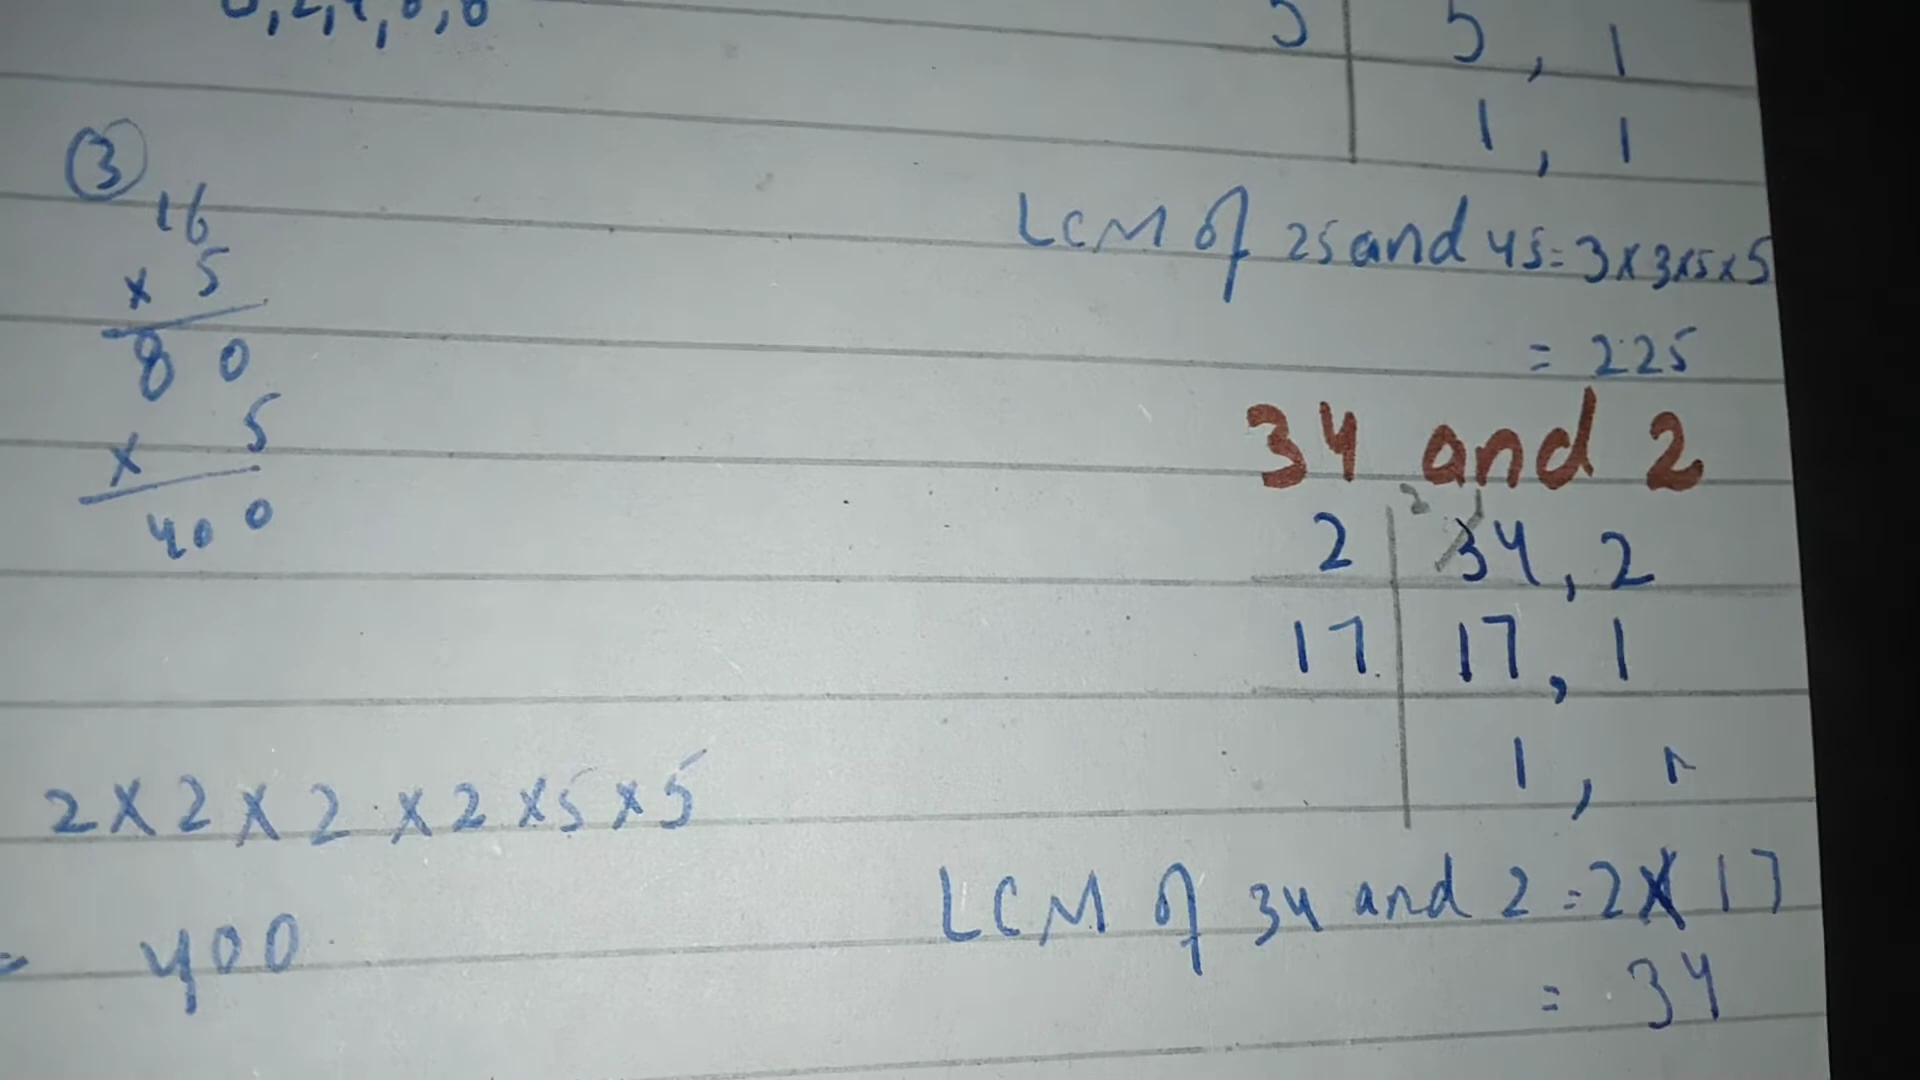 5 | 5, 1
1, 1
③
16
× 5
80
× 5
400
2 × 2 × 2 × 2 × 5 × 5
= 400
LCM of 25 and 45 = 3 × 3 × 5 × 5
= 225
34 and 2
2 | 34, 2
17 | 17, 1
1, 1
LCM of 34 and 2 = 2 × 17
= 34